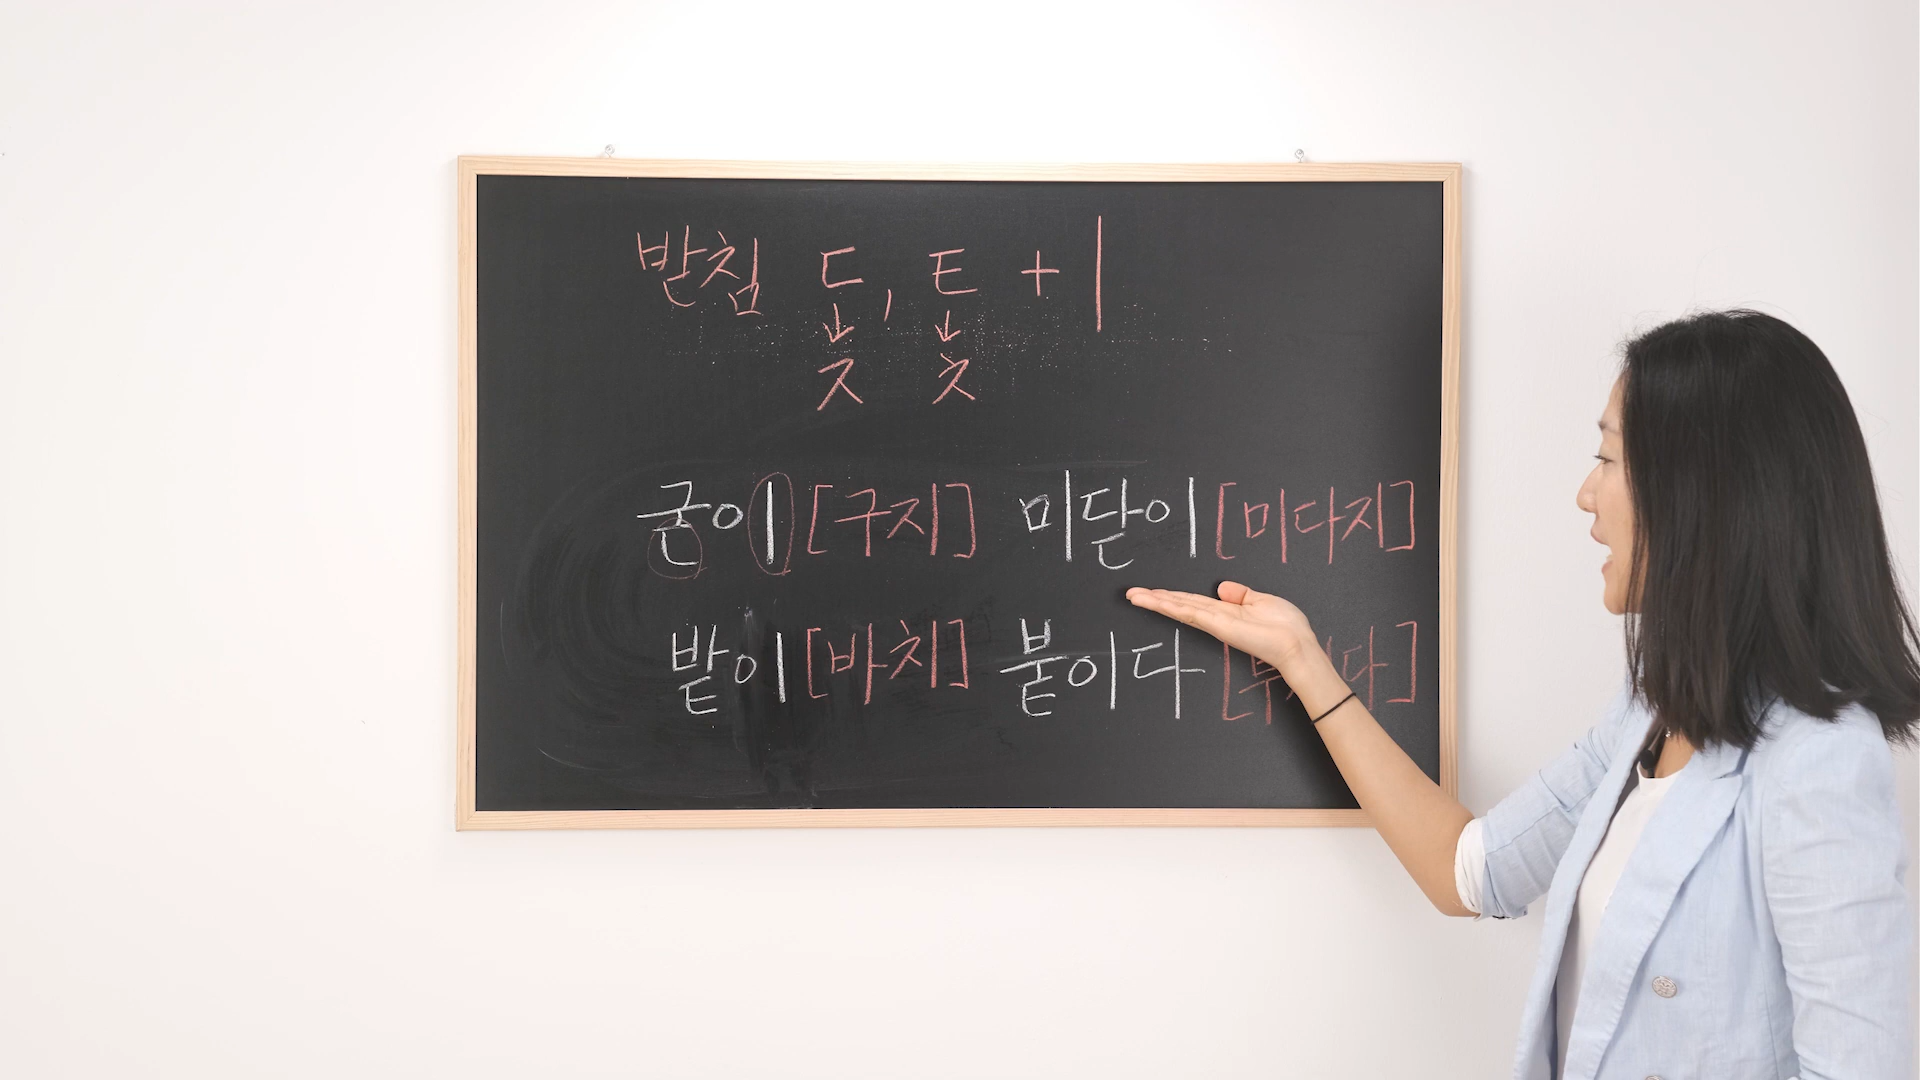 받침 ㄷ, ㅌ + ㅣ
↓ ↓
ㅈ ㅊ
굳이 [구지] 미닫이 [미다지]
밭이 [바치] 붙이다